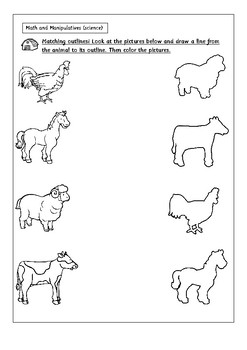 Math and Manipulatives (science)
Matching outlines! Look at the pictures below and draw a line from
the animal to its outline. Then color the pictures.